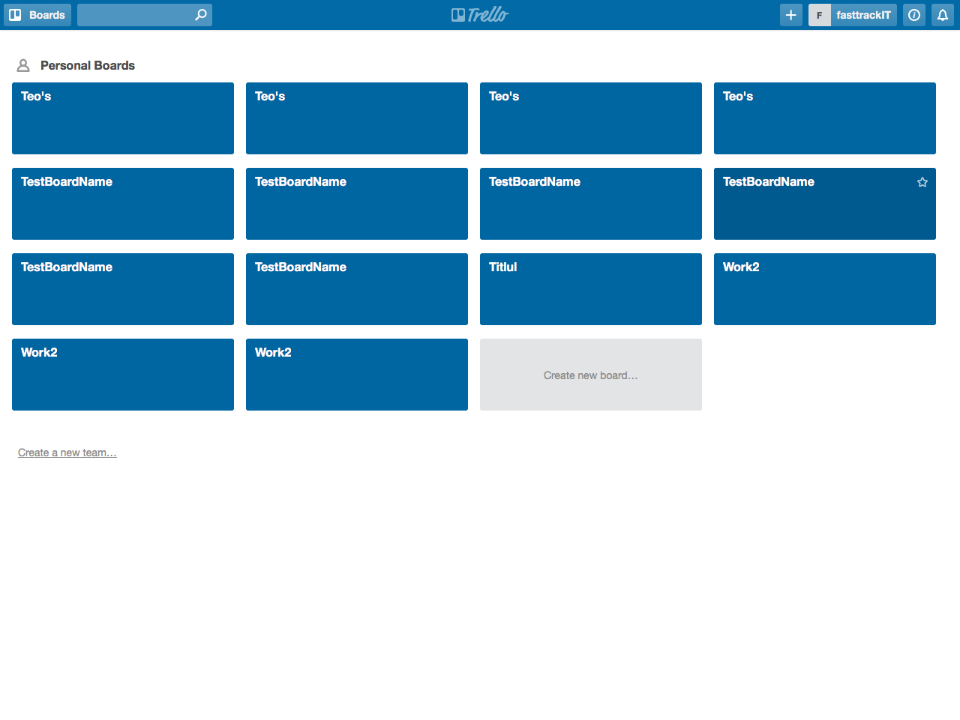 Boards Trello F fasttrackIT
Personal Boards
Teo's Teo's Teo's Teo's
TestBoardName TestBoardName TestBoardName TestBoardName
TestBoardName TestBoardName Titlul Work2
Work2 Work2 Create new board…
Create a new team…